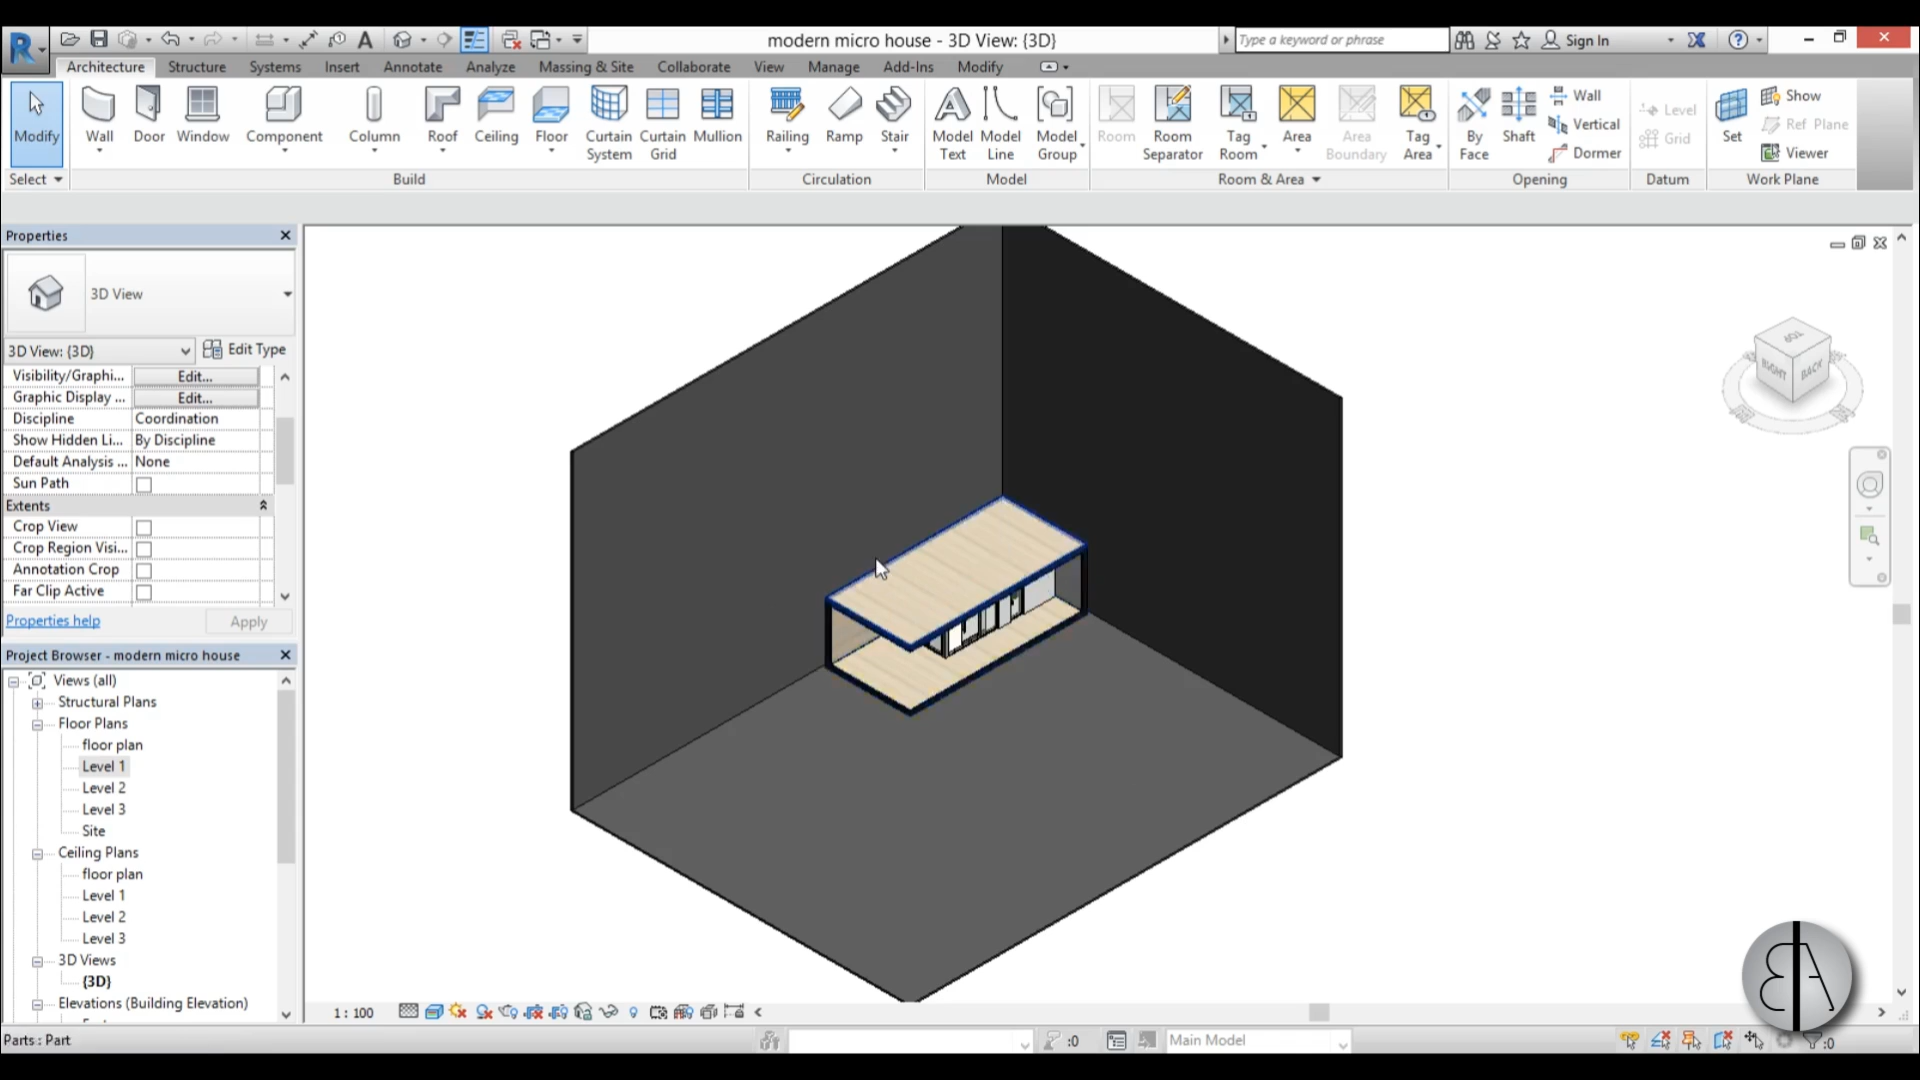 modern micro house - 3D View: {3D}
Type a keyword or phrase
Sign In
Architecture Structure Systems Insert Annotate Analyze Massing & Site Collaborate View Manage Add-Ins Modify
Modify Wall Door Window Component Column Roof Ceiling Floor Curtain System Curtain Grid Mullion Railing Ramp Stair Model Text Model Line Model Group Room Room Separator Tag Room Area Area Boundary Tag Area By Face Shaft Wall Vertical Dormer Level Grid Set Show Ref Plane Viewer
Select Build Circulation Model Room & Area Opening Datum Work Plane
Properties
3D View
3D View: {3D} Edit Type
Visibility/Graphi... Edit...
Graphic Display ... Edit...
Discipline Coordination
Show Hidden Li... By Discipline
Default Analysis ... None
Sun Path
Extents
Crop View
Crop Region Visi...
Annotation Crop
Far Clip Active
Properties help Apply
Project Browser - modern micro house
Views (all)
Structural Plans
Floor Plans
floor plan
Level 1
Level 2
Level 3
Site
Ceiling Plans
floor plan
Level 1
Level 2
Level 3
3D Views
{3D}
Elevations (Building Elevation)
TOP
RIGHT BACK
1 : 100
Parts : Part
:0
Main Model
:0